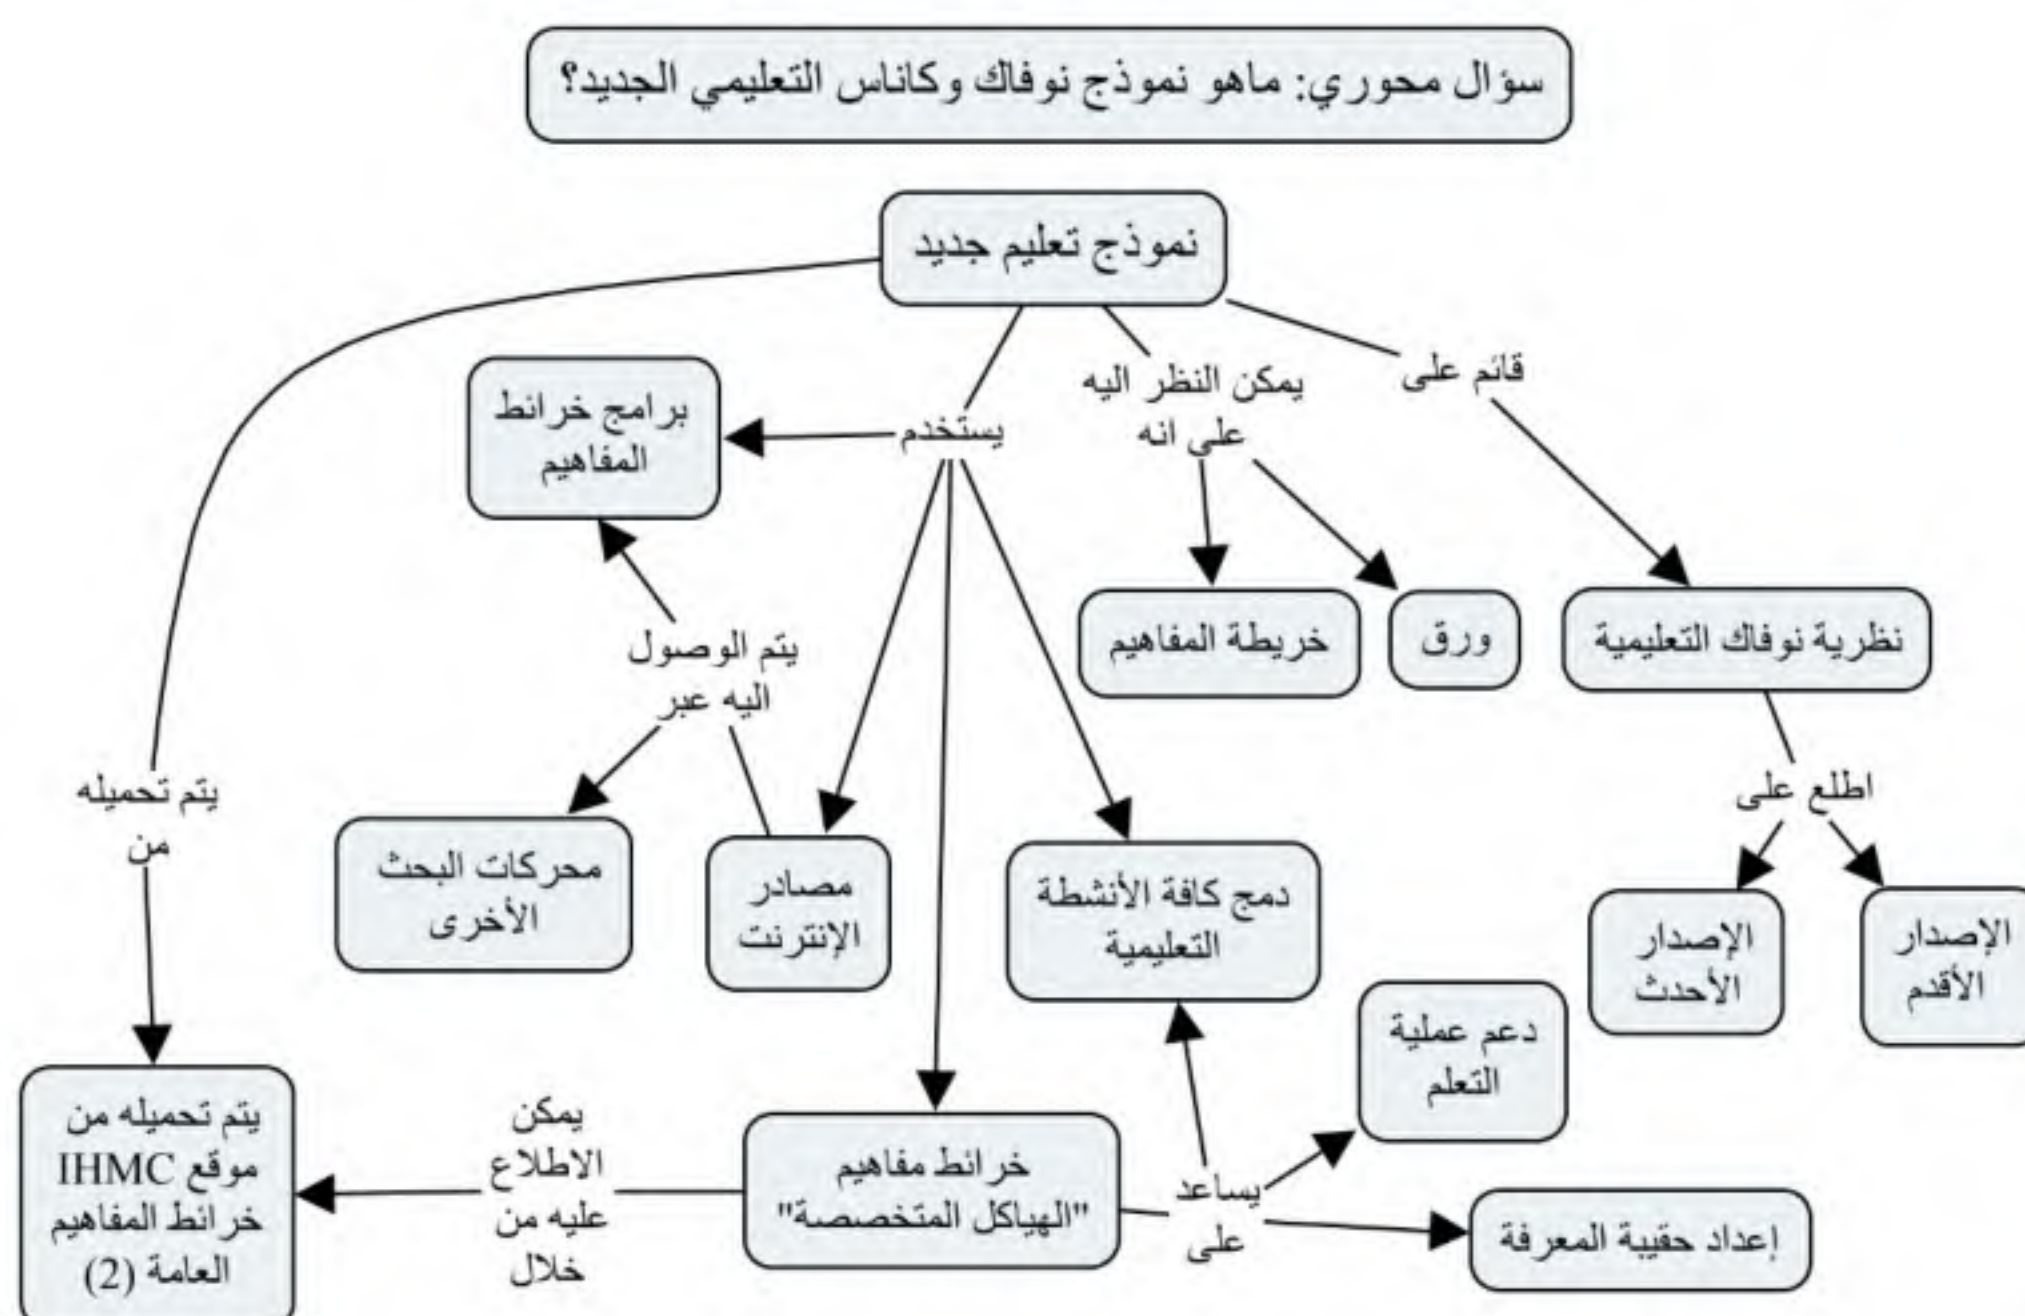 سؤال محوري: ماهو نموذج نوفاك وكاناس التعليمي الجديد؟
نموذج تعليم جديد
قائم على
يمكن النظر اليه
على انه
يستخدم
برامج خرائط
المفاهيم
نظرية نوفاك التعليمية
ورق
خريطة المفاهيم
يتم الوصول
اليه عبر
اطلع على
يتم تحميله
من
الإصدار
الأقدم
الإصدار
الأحدث
دمج كافة الأنشطة
التعليمية
مصادر
الإنترنت
محركات البحث
الأخرى
دعم عملية
التعلم
يساعد
على
إعداد حقيبة المعرفة
خرائط مفاهيم
"الهياكل المتخصصة"
يمكن
الاطلاع
عليه من
خلال
يتم تحميله من
موقع IHMC
خرائط المفاهيم
العامة (2)